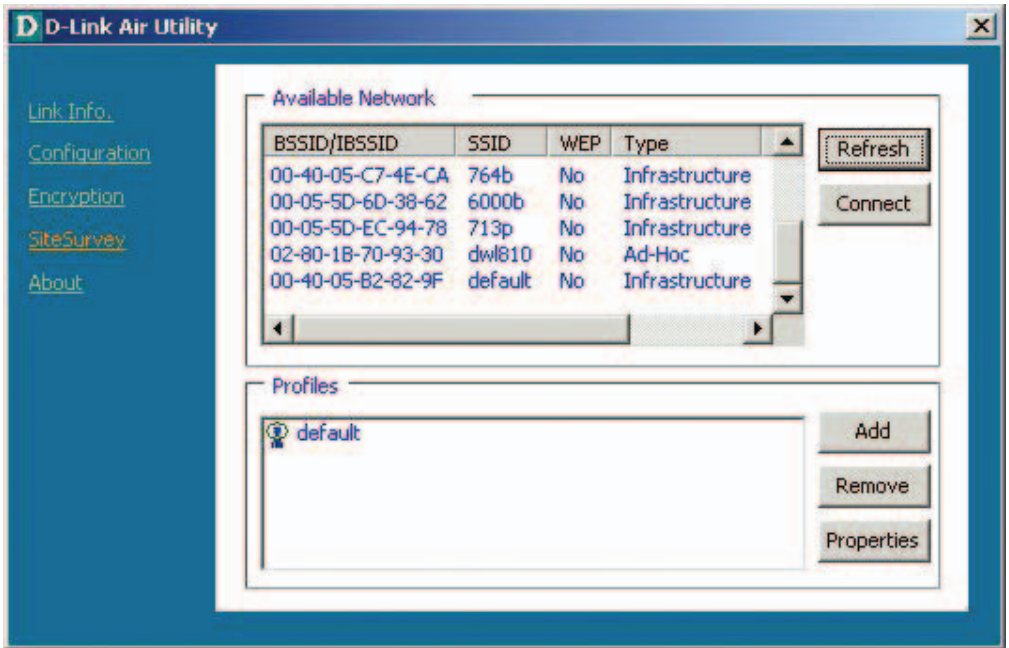 D D-Link Air Utility
Link Info.
Configuration
Encryption
SiteSurvey
About
Available Network
BSSID/IBSSID SSID WEP Type
00-40-05-C7-4E-CA 764b No Infrastructure
00-05-5D-6D-38-62 6000b No Infrastructure
00-05-5D-EC-94-78 713p No Infrastructure
02-80-1B-70-93-30 dwl810 No Ad-Hoc
00-40-05-B2-82-9F default No Infrastructure
Refresh
Connect
Profiles
default
Add
Remove
Properties